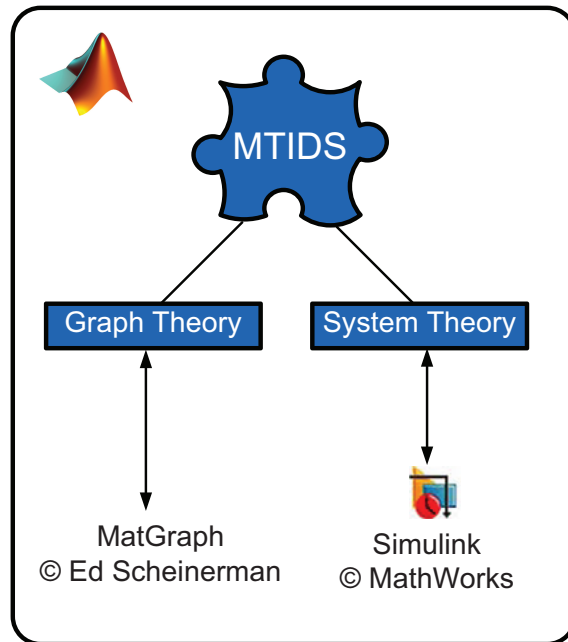 MTIDS
Graph Theory
System Theory
MatGraph
© Ed Scheinerman
Simulink
© MathWorks